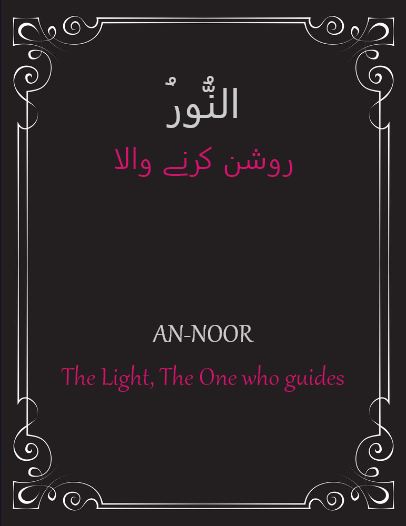 النُّورُ
روشن کرنے والا
AN-NOOR
The Light, The One who guides